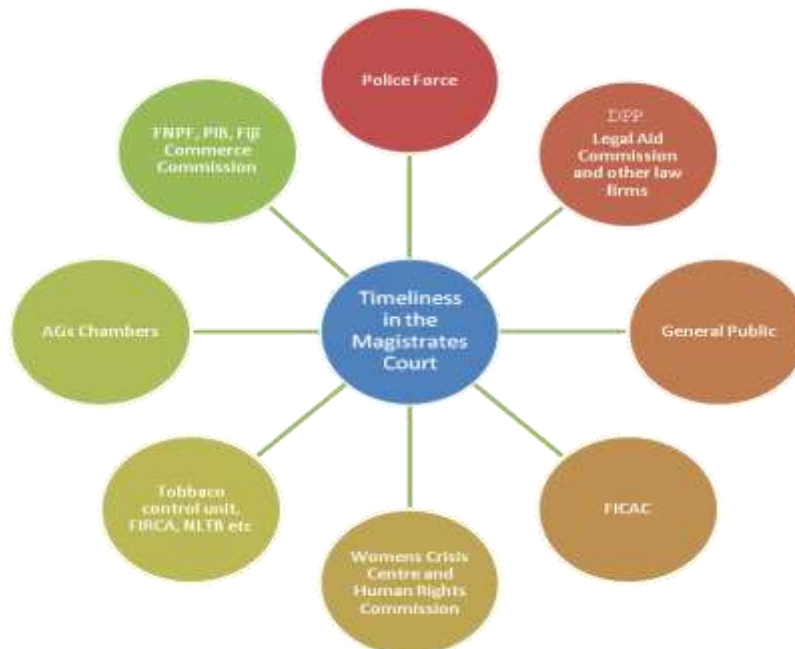 Police Force
DPP
Legal Aid
Commission
and other law
firms
General Public
FICAC
Womens Crisis
Centre and
Human Rights
Commission
Tobbaco
control unit,
FIRCA, NLTB etc
AGs Chambers
FNPF, PIB, Fiji
Commerce
Commission
Timeliness
in the
Magistrates
Court